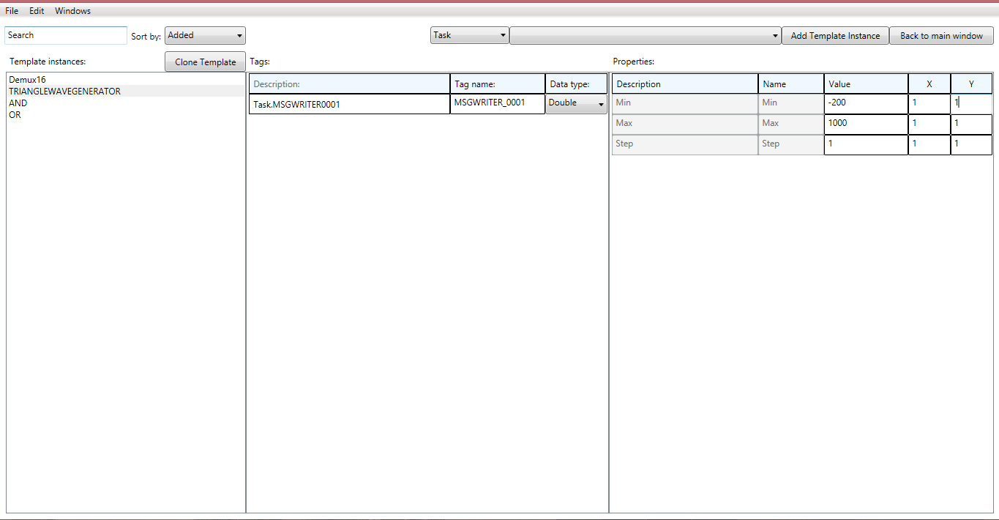 File Edit Windows
Search Sort by: Added Task Add Template Instance Back to main window
Template instances: Clone Template Tags: Properties:
Demux16
TRIANGLEWAVEGENERATOR
AND
OR
Description: Tag name: Data type:
Task.MSGWRITER0001 MSGWRITER_0001 Double
Description Name Value X Y
Min Min -200 1 1
Max Max 1000 1 1
Step Step 1 1 1